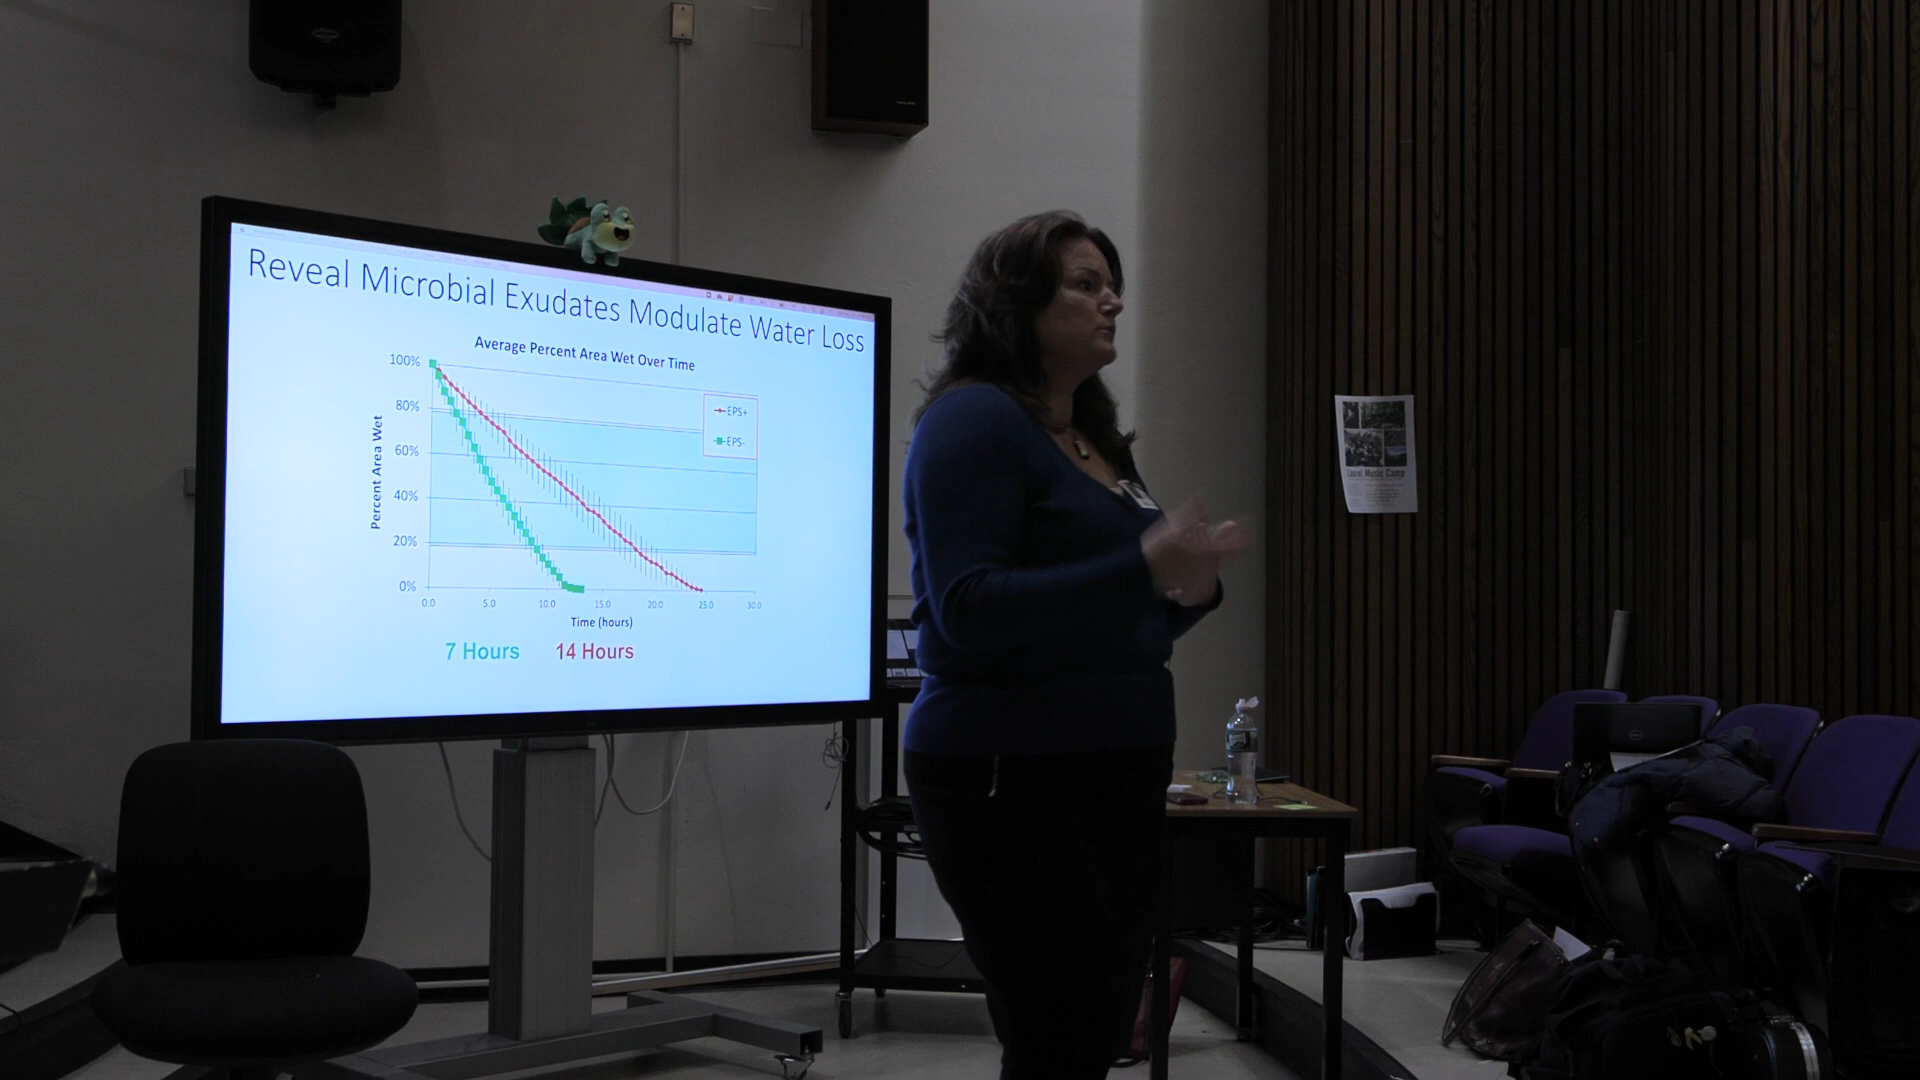 Reveal Microbial Exudates Modulate Water Loss
Average Percent Area Wet Over Time
100%
80%
60%
40%
20%
0%
Percent Area Wet
EPS+
EPS-
0.0 5.0 10.0 15.0 20.0 25.0 30.0
Time (hours)
7 Hours 14 Hours
Laurel Music Camp